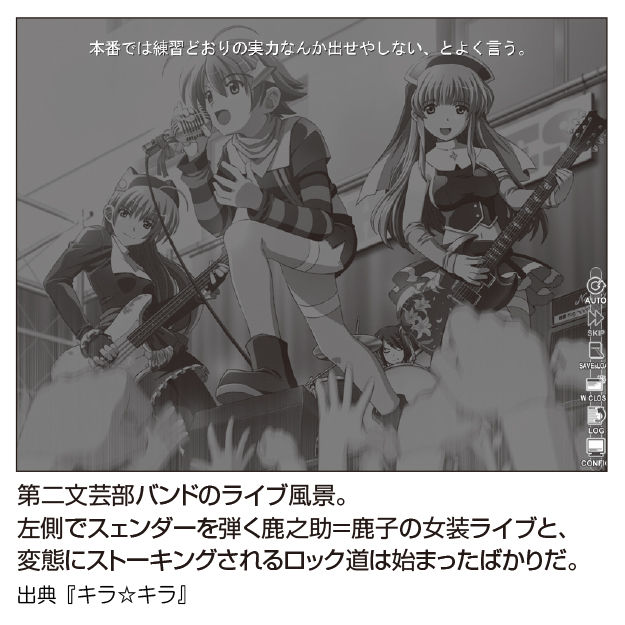 本番では練習どおりの実力なんか出せやしない、とよく言う。
AUTO
SKIP
LOG
第二文芸部バンドのライブ風景。
左側でスェンダーを弾く鹿之助＝鹿子の女装ライブと、
変態にストーキングされるロック道は始まったばかりだ。
出典『キラ☆キラ』